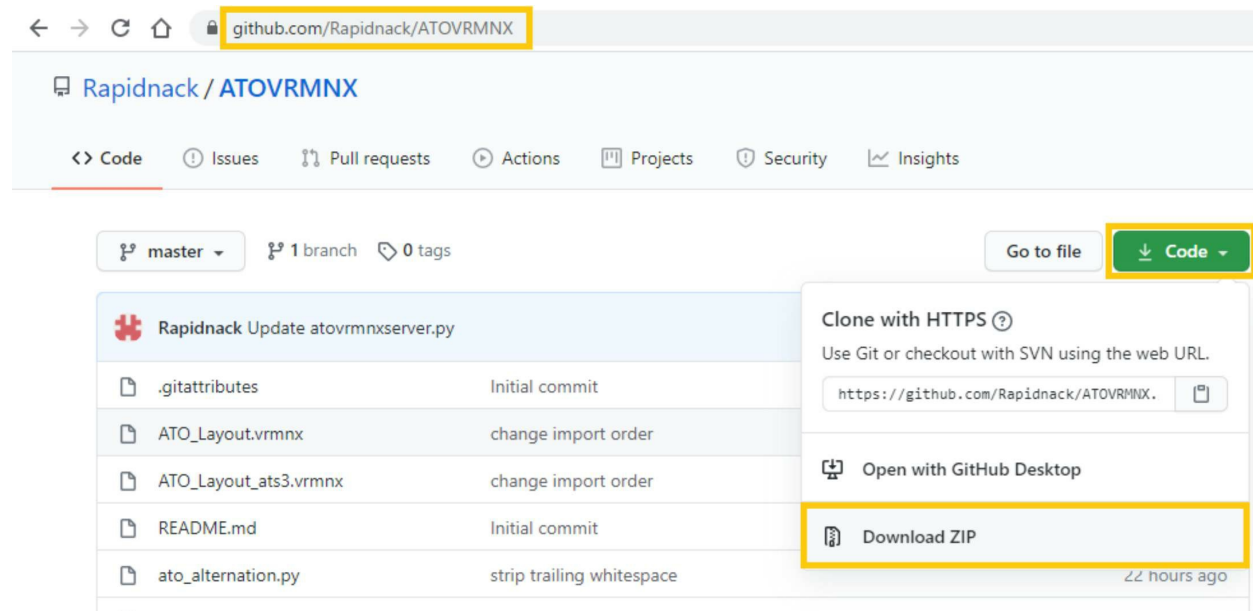 github.com/Rapidnack/ATOVRMNX
Rapidnack / ATOVRMNX
Code Issues Pull requests Actions Projects Security Insights
master 1 branch 0 tags Go to file Code
Rapidnack Update atovrmnxserver.py
.gitattributes Initial commit
ATO_Layout.vrmnx change import order
ATO_Layout_ats3.vrmnx change import order
README.md Initial commit
ato_alternation.py strip trailing whitespace 22 hours ago
Clone with HTTPS
Use Git or checkout with SVN using the web URL.
https://github.com/Rapidnack/ATOVRMNX.
Open with GitHub Desktop
Download ZIP